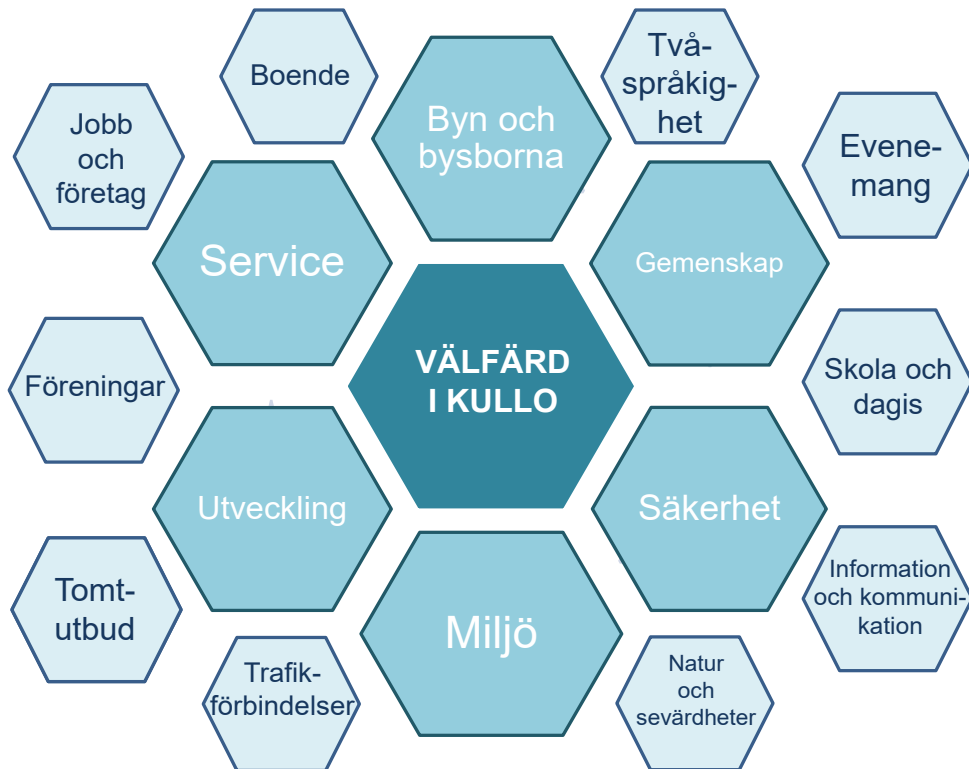 Boende
Två-
språkig-
het
Byn och
bysborna
Jobb
och
företag
Evene-
mang
Service
Gemenskap
VÄLFÄRD
I KULLO
Föreningar
Skola och
dagis
Utveckling
Säkerhet
Tomt-
utbud
Information
och kommuni-
kation
Miljö
Trafik-
förbindelser
Natur
och
sevärdheter